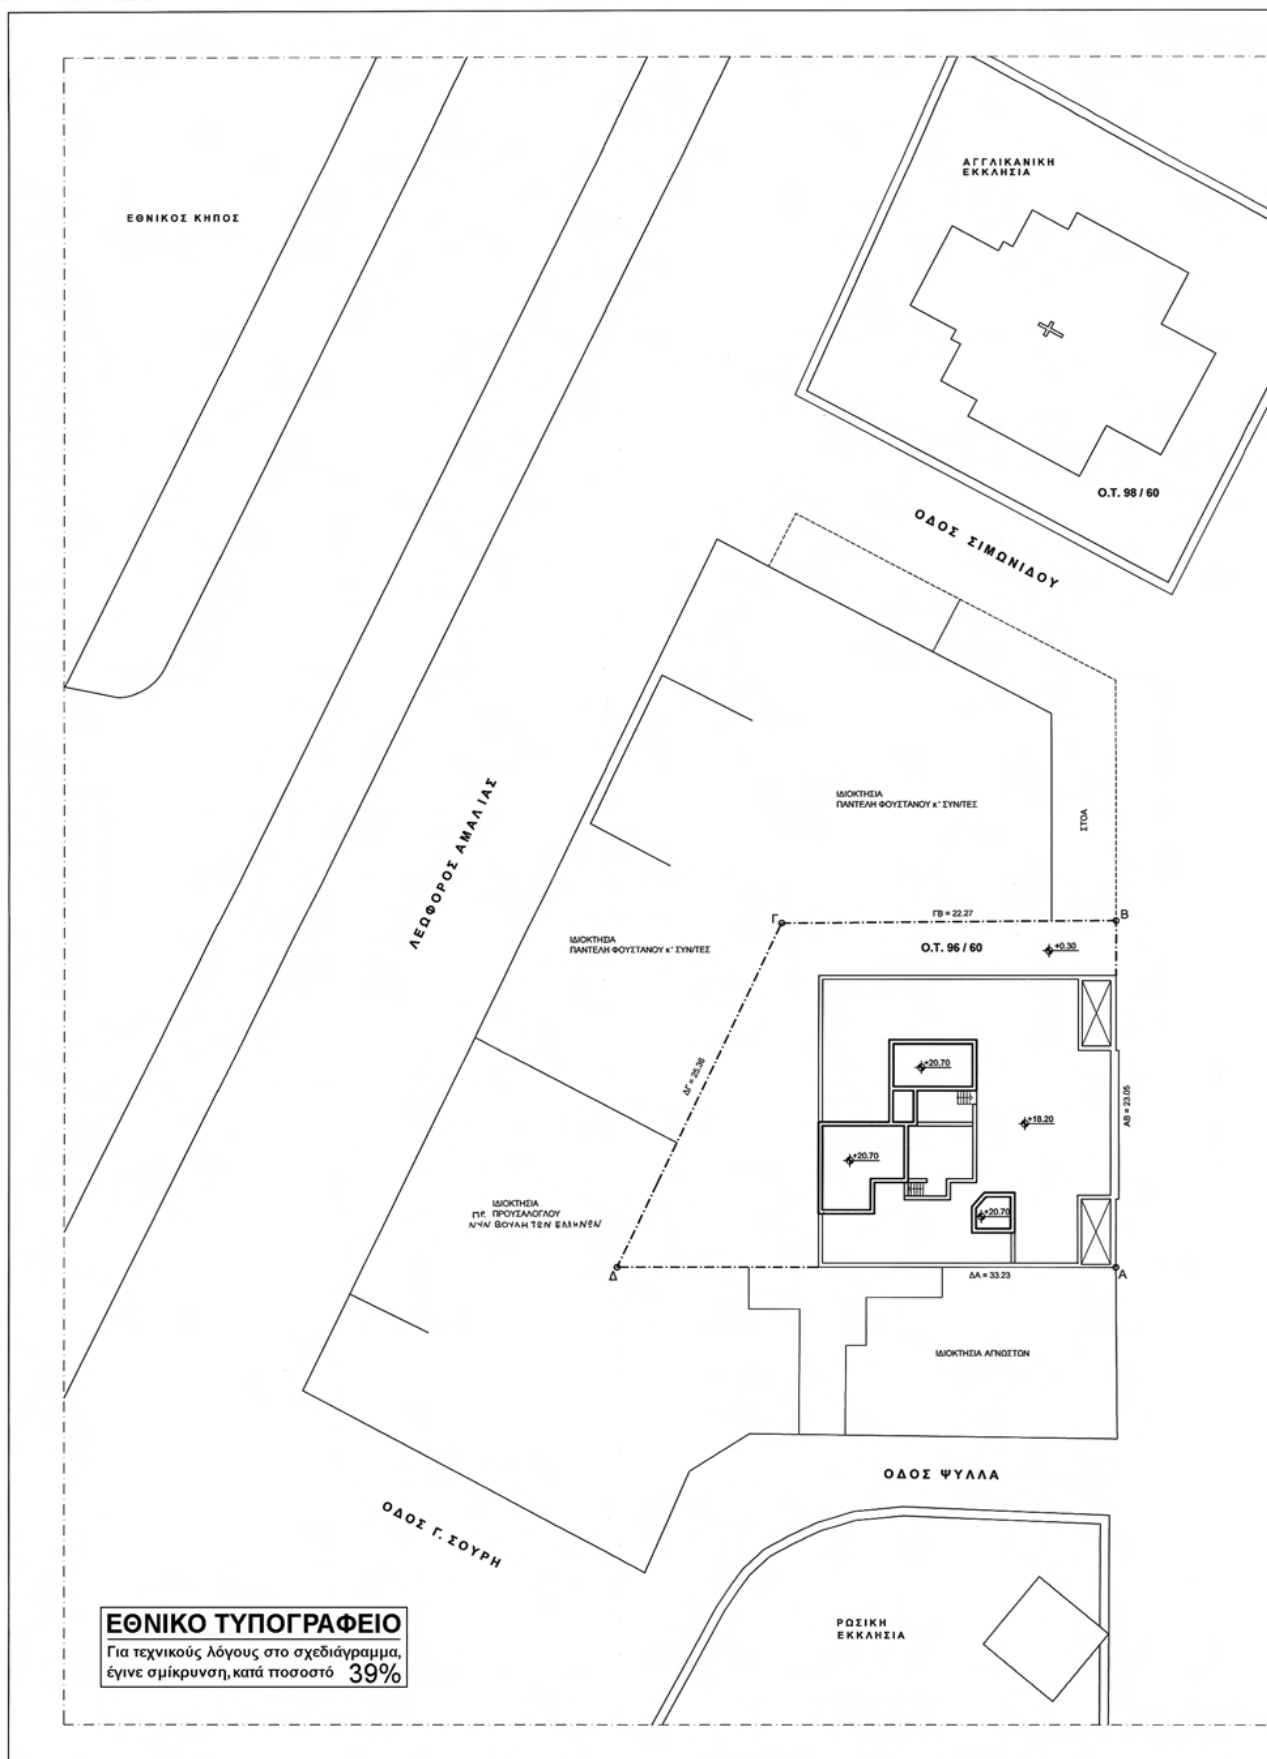 ΑΓΓΛΙΚΑΝΙΚΗ
ΕΚΚΛΗΣΙΑ
ΕΘΝΙΚΟΣ ΚΗΠΟΣ
Ο.Τ. 98 / 60
ΟΔΟΣ ΣΙΜΩΝΙΔΟΥ
ΙΔΙΟΚΤΗΣΙΑ
ΠΑΝΤΕΛΗ ΦΟΥΣΤΑΝΟΥ κ' ΣΥΝ/ΤΕΣ
ΣΤΟΑ
ΛΕΩΦΟΡΟΣ ΑΜΑΛΙΑΣ
Γ
ΓΒ = 22.27
Β
ΙΔΙΟΚΤΗΣΙΑ
ΠΑΝΤΕΛΗ ΦΟΥΣΤΑΝΟΥ κ' ΣΥΝ/ΤΕΣ
Ο.Τ. 96 / 60
+0.30
ΔΓ = 25.36
+20.70
ΑΒ = 23.05
+18.20
+20.70
ΙΔΙΟΚΤΗΣΙΑ
ΠΡ. ΠΡΟΥΣΑΛΟΓΛΟΥ
ΝΥΝ ΒΟΥΛΗ ΤΩΝ ΕΛΛΗΝΩΝ
+20.70
Δ
ΔΑ = 33.23
Α
ΙΔΙΟΚΤΗΣΙΑ ΑΓΝΩΣΤΩΝ
ΟΔΟΣ ΨΥΛΛΑ
ΟΔΟΣ Γ. ΣΟΥΡΗ
ΡΩΣΙΚΗ
ΕΚΚΛΗΣΙΑ
ΕΘΝΙΚΟ ΤΥΠΟΓΡΑΦΕΙΟ
Για τεχνικούς λόγους στο σχεδιάγραμμα,
έγινε σμίκρυνση, κατά ποσοστό 39%